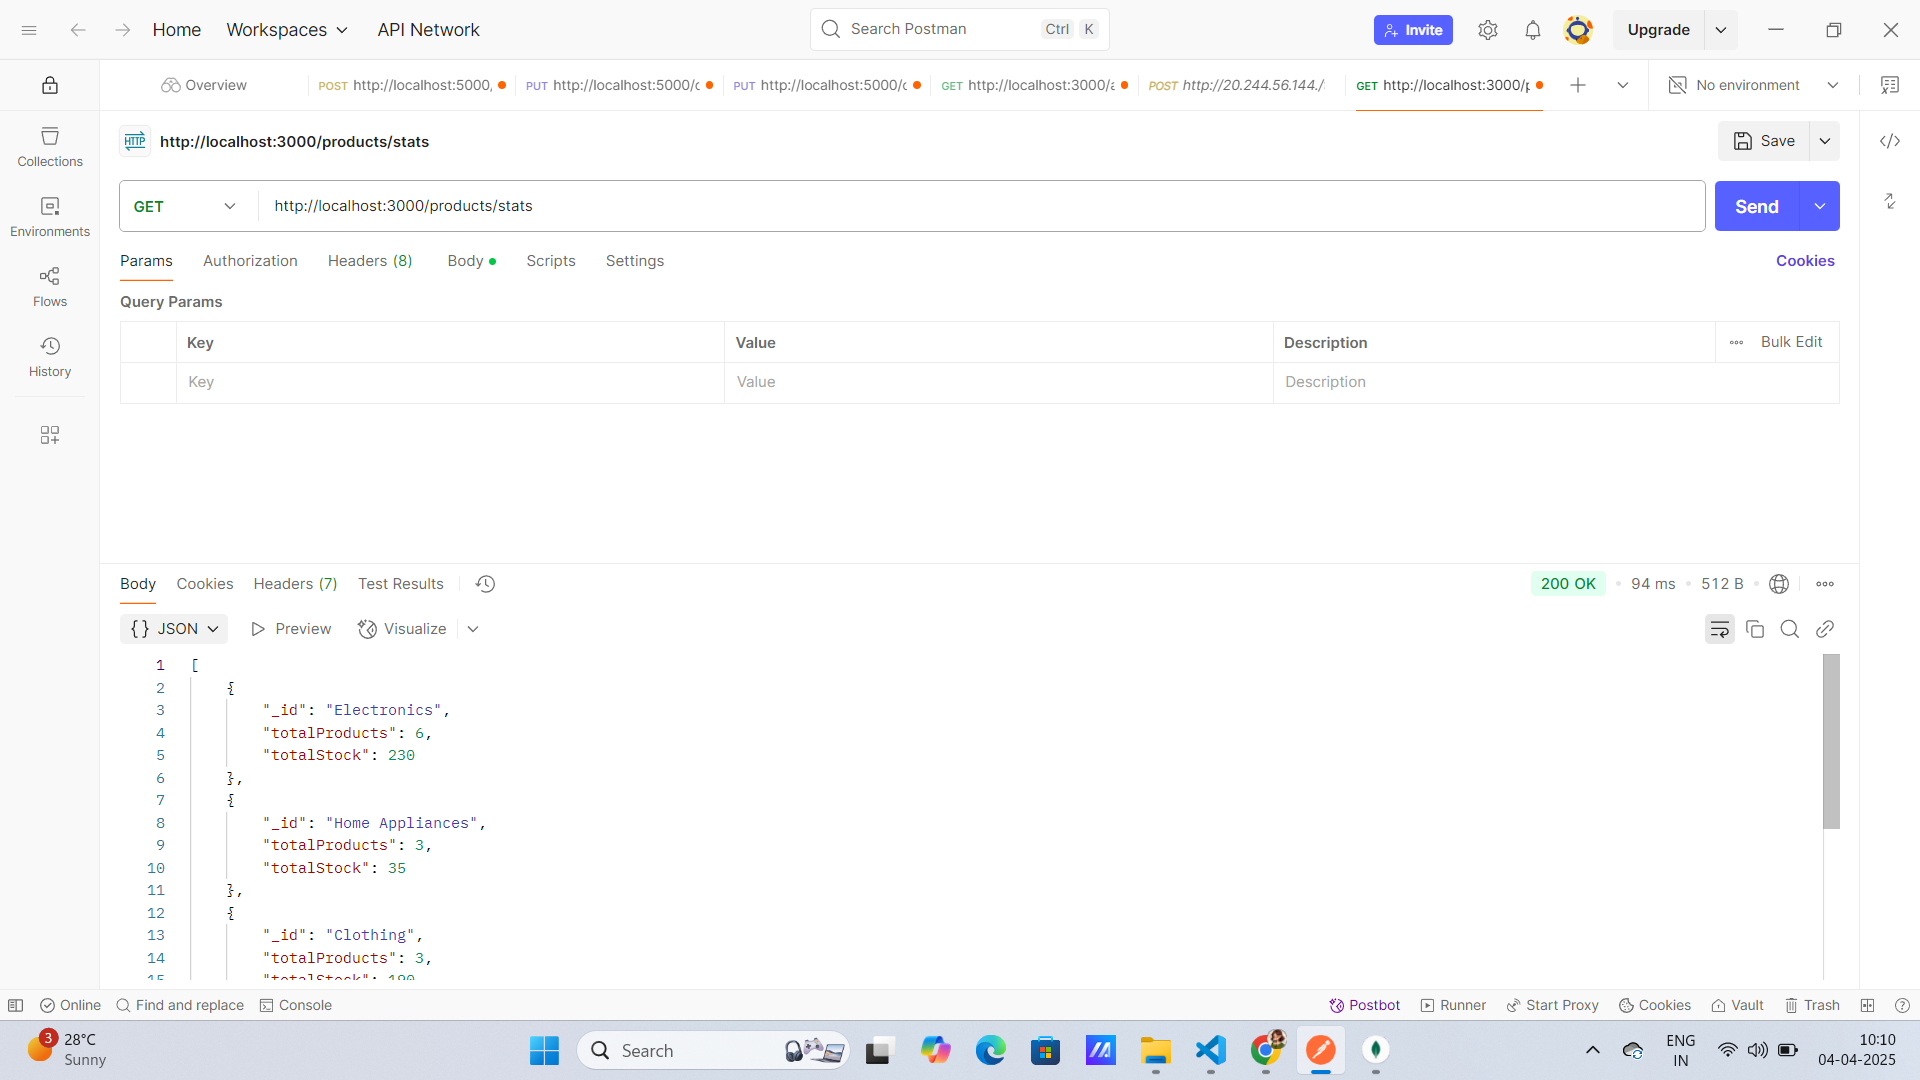 Home
Workspaces
API Network
Search Postman
Ctrl
K
Invite
Upgrade
Overview
POST http://localhost:5000,
PUT http://localhost:5000/c
PUT http://localhost:5000/c
GET http://localhost:3000/a
POST http://20.244.56.144./
GET http://localhost:3000/p
No environment
HTTP
http://localhost:3000/products/stats
Save
Collections
Environments
Flows
History
GET
http://localhost:3000/products/stats
Send
Params
Authorization
Headers (8)
Body
Scripts
Settings
Cookies
Query Params
Key
Value
Description
Bulk Edit
Key
Value
Description
Body
Cookies
Headers (7)
Test Results
200 OK
94 ms
512 B
{} JSON
Preview
Visualize
1 [
2 {
3 "_id": "Electronics",
4 "totalProducts": 6,
5 "totalStock": 230
6 },
7 {
8 "_id": "Home Appliances",
9 "totalProducts": 3,
10 "totalStock": 35
11 },
12 {
13 "_id": "Clothing",
14 "totalProducts": 3,
15 "totalStock": 190
Online
Find and replace
Console
Postbot
Runner
Start Proxy
Cookies
Vault
Trash
3
28°C
Sunny
Search
ENG
IN
10:10
04-04-2025